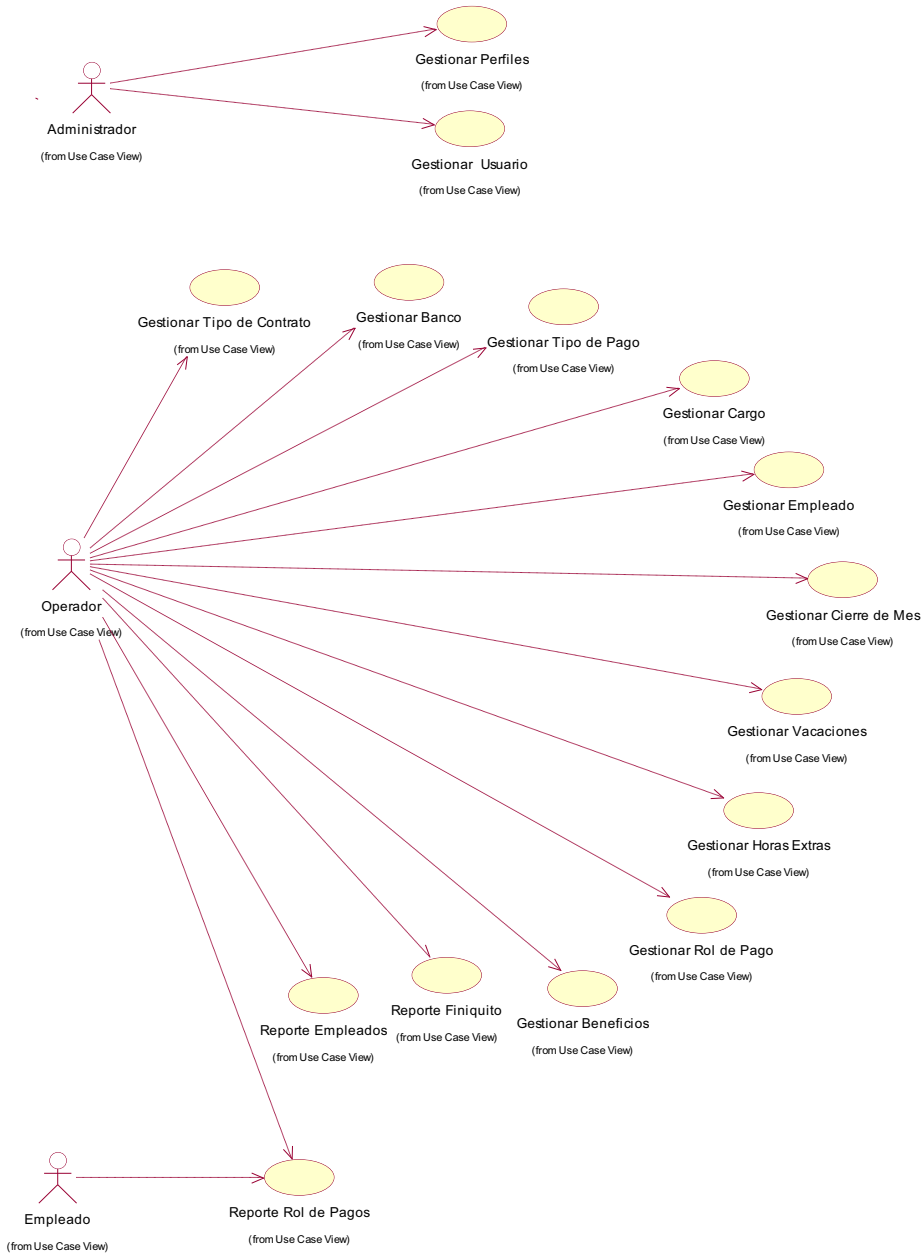 Gestionar Perfiles
(from Use Case View)
Administrador
(from Use Case View)
Gestionar Usuario
(from Use Case View)
Gestionar Tipo de Contrato
(from Use Case View)
Gestionar Banco
(from Use Case View)
Gestionar Tipo de Pago
(from Use Case View)
Gestionar Cargo
(from Use Case View)
Gestionar Empleado
(from Use Case View)
Operador
(from Use Case View)
Gestionar Cierre de Mes
(from Use Case View)
Gestionar Vacaciones
(from Use Case View)
Gestionar Horas Extras
(from Use Case View)
Gestionar Rol de Pago
(from Use Case View)
Gestionar Beneficios
(from Use Case View)
Reporte Finiquito
(from Use Case View)
Reporte Empleados
(from Use Case View)
Reporte Rol de Pagos
(from Use Case View)
Empleado
(from Use Case View)